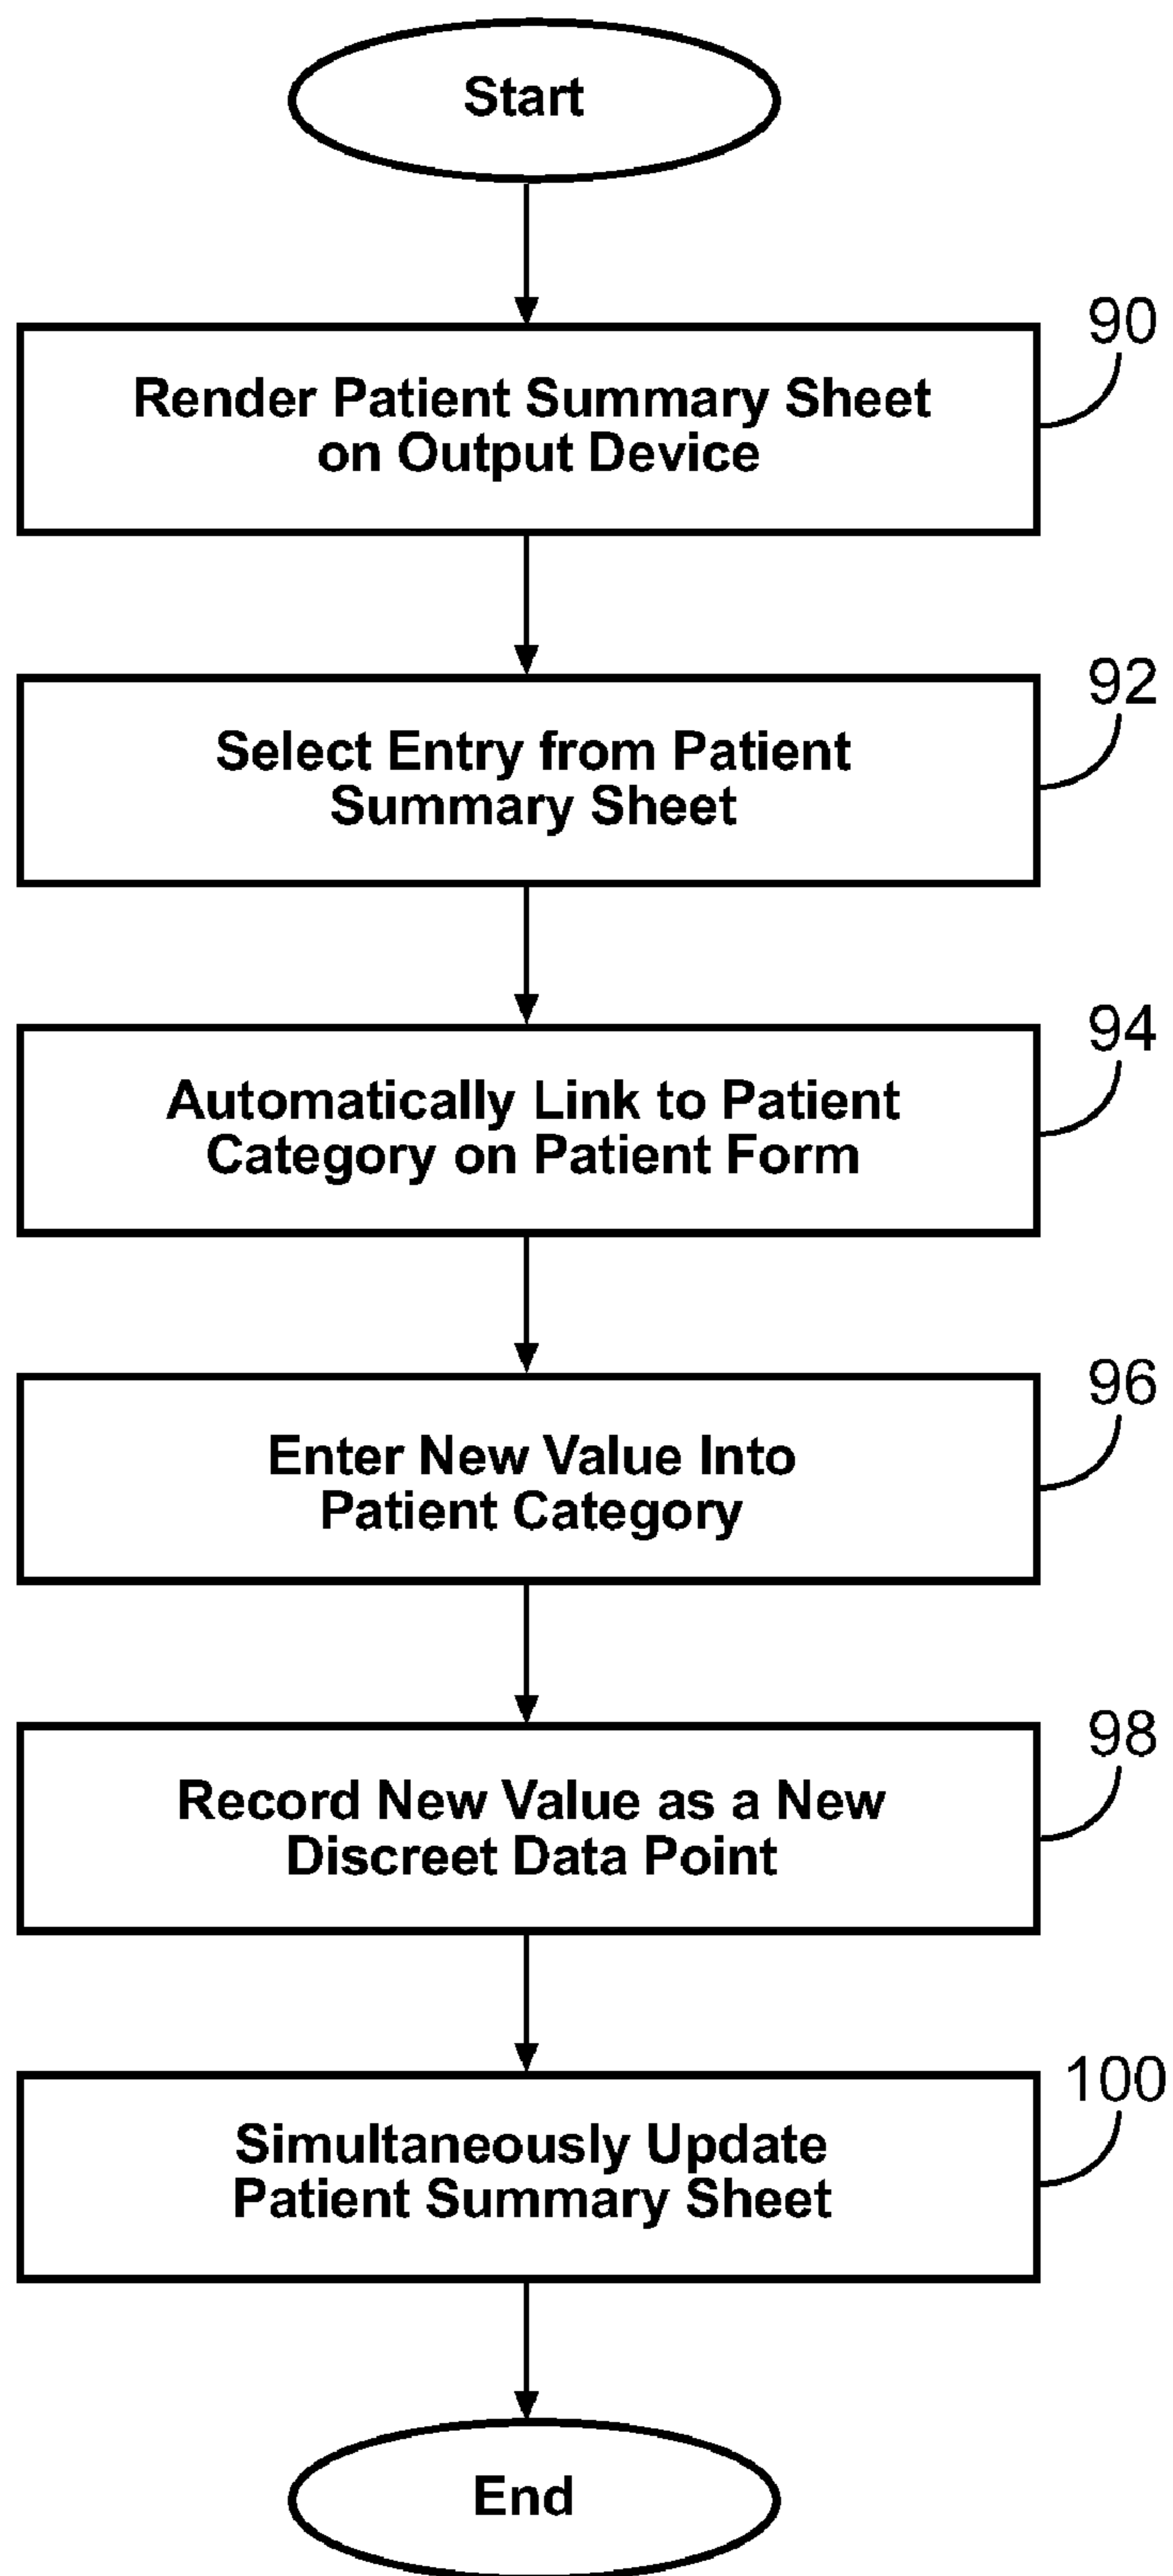 Start
90
Render Patient Summary Sheet
on Output Device
92
Select Entry from Patient
Summary Sheet
94
Automatically Link to Patient
Category on Patient Form
96
Enter New Value Into
Patient Category
98
Record New Value as a New
Discreet Data Point
100
Simultaneously Update
Patient Summary Sheet
End